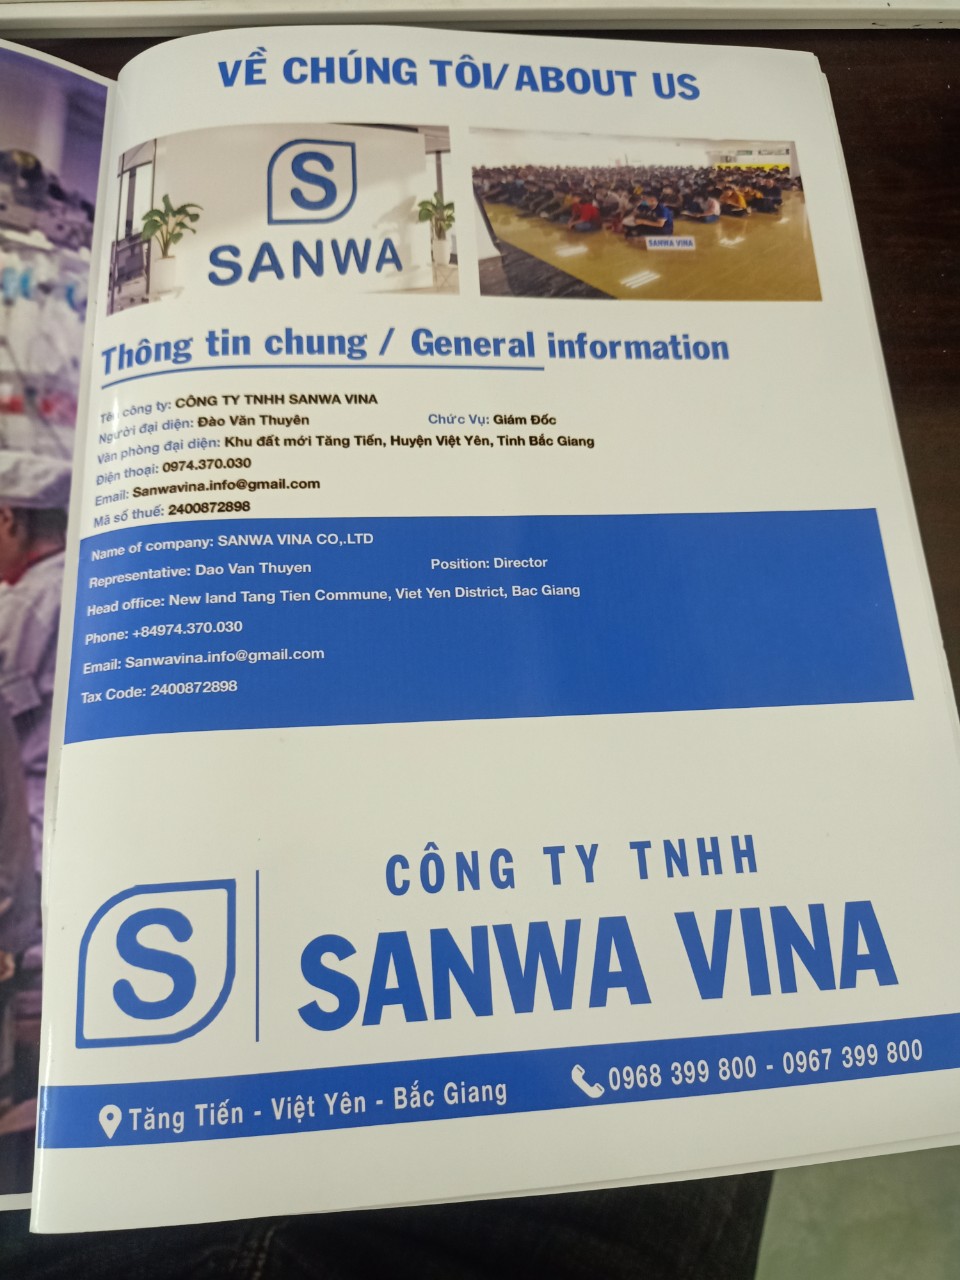 VỀ CHÚNG TÔI/ABOUT US
S
SANWA
SANWA VINA
Thông tin chung / General information
Tên công ty: CÔNG TY TNHH SANWA VINA
Người đại diện: Đào Văn Thuyên Chức Vụ: Giám Đốc
Văn phòng đại diện: Khu đất mới Tăng Tiến, Huyện Việt Yên, Tỉnh Bắc Giang
Điện thoại: 0974.370.030
Email: Sanwavina.info@gmail.com
Mã số thuế: 2400872898
Name of company: SANWA VINA CO,.LTD
Representative: Dao Van Thuyen Position: Director
Head office: New land Tang Tien Commune, Viet Yen District, Bac Giang
Phone: +84974.370.030
Email: Sanwavina.info@gmail.com
Tax Code: 2400872898
S
CÔNG TY TNHH
SANWA VINA
Tăng Tiến - Việt Yên - Bắc Giang 0968 399 800 - 0967 399 800